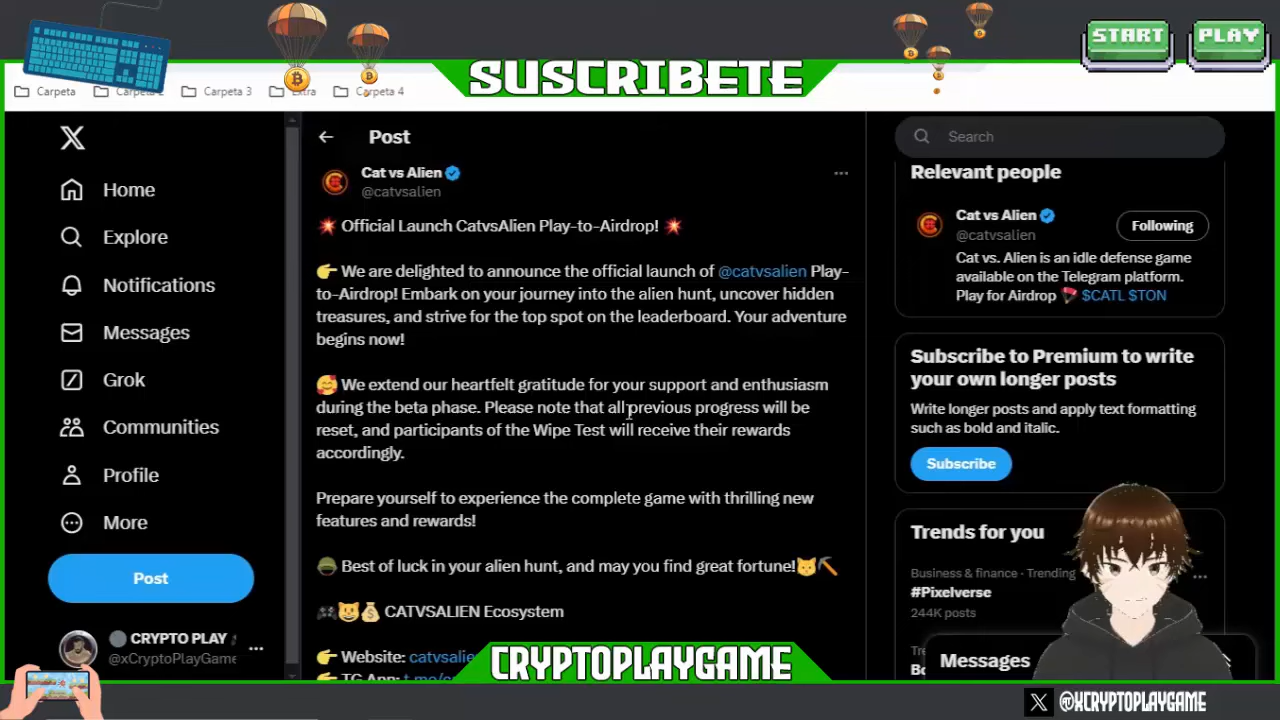 START
PLAY
SUSCRIBETE
Carpeta
Carpeta
Carpeta 3
Extra
Carpeta 4
Home
Explore
Notifications
Messages
Grok
Communities
Profile
More
Post
CRYPTO PLAY
@xCryptoPlayGame
Post
Cat vs Alien
@catvsalien
💥 Official Launch CatvsAlien Play-to-Airdrop! 💥
👉 We are delighted to announce the official launch of @catvsalien Play-
to-Airdrop! Embark on your journey into the alien hunt, uncover hidden
treasures, and strive for the top spot on the leaderboard. Your adventure
begins now!
🥰 We extend our heartfelt gratitude for your support and enthusiasm
during the beta phase. Please note that all previous progress will be
reset, and participants of the Wipe Test will receive their rewards
accordingly.
Prepare yourself to experience the complete game with thrilling new
features and rewards!
🪖 Best of luck in your alien hunt, and may you find great fortune!😺⛏️
🎮😺💰 CATVSALIEN Ecosystem
👉 Website: catvsalie
Search
Relevant people
Cat vs Alien
@catvsalien
Following
Cat vs. Alien is an idle defense game
available on the Telegram platform.
Play for Airdrop 🪂 $CATL $TON
Subscribe to Premium to write
your own longer posts
Write longer posts and apply text formatting
such as bold and italic.
Subscribe
Trends for you
Business & finance · Trending
#Pixelverse
244K posts
Messages
CRYPTOPLAYGAME
@XCRYPTOPLAYGAME